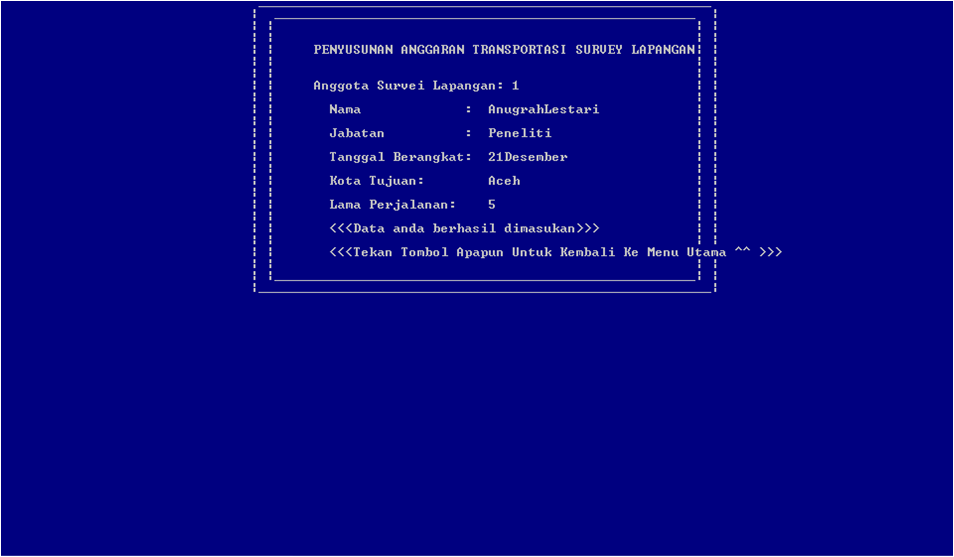 PENYUSUNAN ANGGARAN TRANSPORTASI SURVEY LAPANGAN
Anggota Survei Lapangan: 1
Nama : AnugrahLestari
Jabatan : Peneliti
Tanggal Berangkat: 21Desember
Kota Tujuan: Aceh
Lama Perjalanan: 5
<<<Data anda berhasil dimasukan>>>
<<<Tekan Tombol Apapun Untuk Kembali Ke Menu Utama ^^ >>>